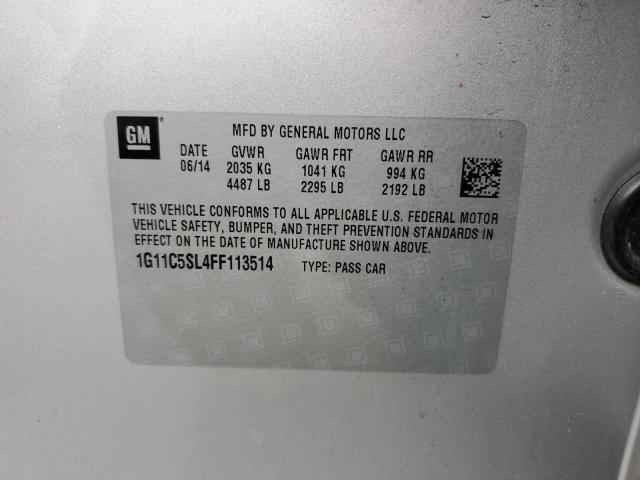 GM ®
MFD BY GENERAL MOTORS LLC
DATE GVWR GAWR FRT GAWR RR
06/14 2035 KG 1041 KG 994 KG
4487 LB 2295 LB 2192 LB
THIS VEHICLE CONFORMS TO ALL APPLICABLE U.S. FEDERAL MOTOR
VEHICLE SAFETY, BUMPER, AND THEFT PREVENTION STANDARDS IN
EFFECT ON THE DATE OF MANUFACTURE SHOWN ABOVE.
1G11C5SL4FF113514 TYPE: PASS CAR